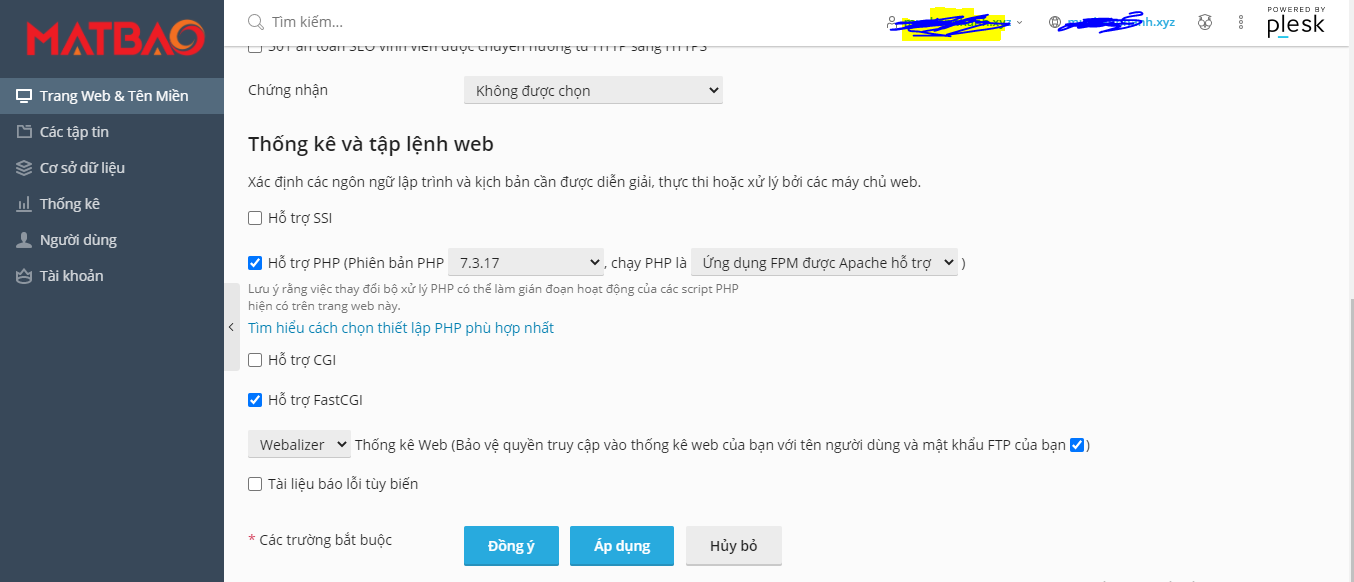 MATBAO
Tìm kiếm...
.xyz
nh.xyz
POWERED BY
plesk
301 an toàn SEO vĩnh viễn được chuyển hướng từ HTTP sang HTTPS
Trang Web & Tên Miền
Các tập tin
Cơ sở dữ liệu
Thống kê
Người dùng
Tài khoản
Chứng nhận
Không được chọn
Thống kê và tập lệnh web
Xác định các ngôn ngữ lập trình và kịch bản cần được diễn giải, thực thi hoặc xử lý bởi các máy chủ web.
Hỗ trợ SSI
Hỗ trợ PHP (Phiên bản PHP 7.3.17 , chạy PHP là Ứng dụng FPM được Apache hỗ trợ )
Lưu ý rằng việc thay đổi bộ xử lý PHP có thể làm gián đoạn hoạt động của các script PHP
hiện có trên trang web này.
Tìm hiểu cách chọn thiết lập PHP phù hợp nhất
Hỗ trợ CGI
Hỗ trợ FastCGI
Webalizer Thống kê Web (Bảo vệ quyền truy cập vào thống kê web của bạn với tên người dùng và mật khẩu FTP của bạn )
Tài liệu báo lỗi tùy biến
* Các trường bắt buộc
Đồng ý
Áp dụng
Hủy bỏ